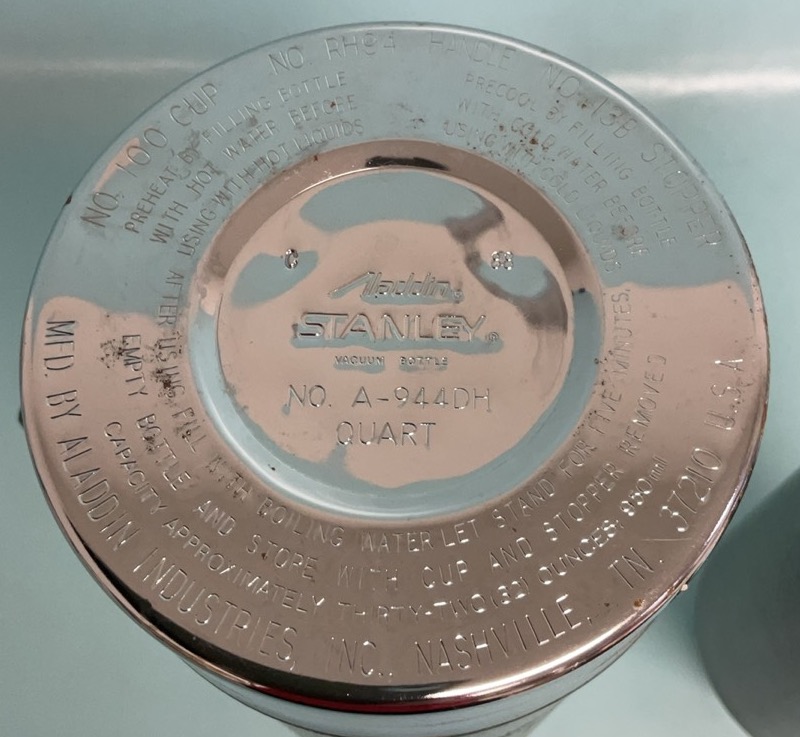 NO. 100 CUP NO. RH94 HANDLE NO. 13B STOPPER
PREHEAT BY FILLING BOTTLE
WITH HOT WATER BEFORE
USING WITH HOT LIQUIDS
PRECOOL BY FILLING BOTTLE
WITH COLD WATER BEFORE
USING WITH COLD LIQUIDS
Aladdin®
STANLEY®
VACUUM BOTTLE
NO. A-944DH
QUART
AFTER USING FILL WITH BOILING WATER LET STAND FOR FIVE MINUTES,
EMPTY BOTTLE AND STORE WITH CUP AND STOPPER REMOVED
CAPACITY APPROXIMATELY THIRTY-TWO (32) OUNCES;
MFD. BY ALADDIN INDUSTRIES, INC., NASHVILLE, TN. 37210 U.S.A.